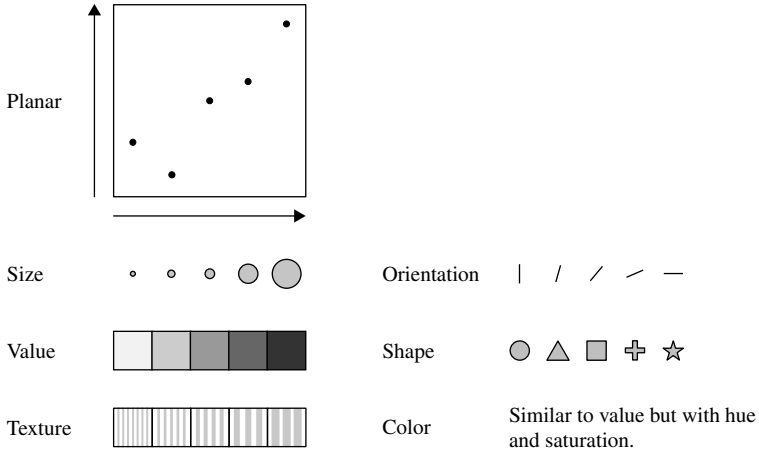 Planar
Size
Orientation
Value
Shape
Texture
Color
Similar to value but with hue
and saturation.